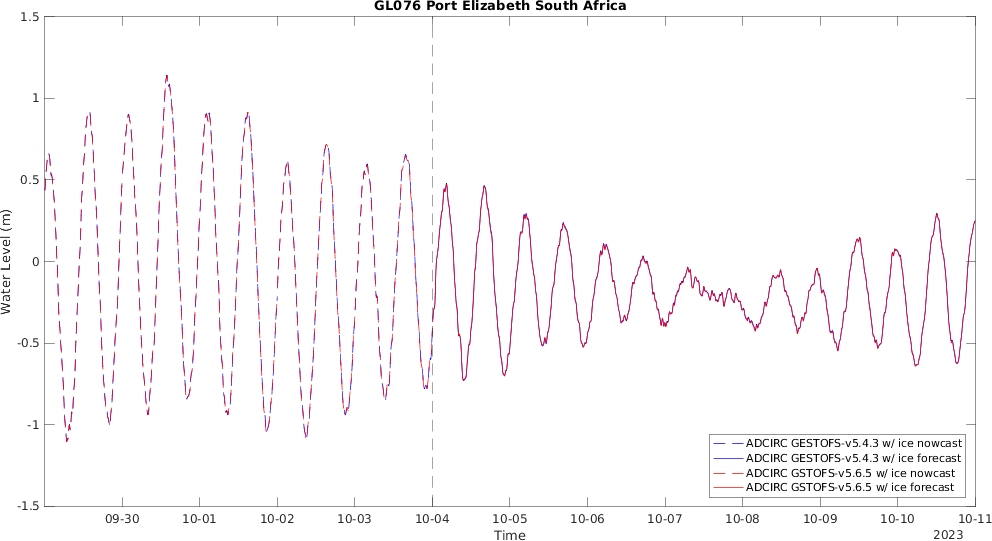 GL076 Port Elizabeth South Africa
1.5
1
0.5
0
-0.5
-1
-1.5
Water Level (m)
09-30 10-01 10-02 10-03 10-04 10-05 10-06 10-07 10-08 10-09 10-10 10-11
Time
2023
ADCIRC GESTOFS-v5.4.3 w/ ice nowcast
ADCIRC GESTOFS-v5.4.3 w/ ice forecast
ADCIRC GSTOFS-v5.6.5 w/ ice nowcast
ADCIRC GSTOFS-v5.6.5 w/ ice forecast